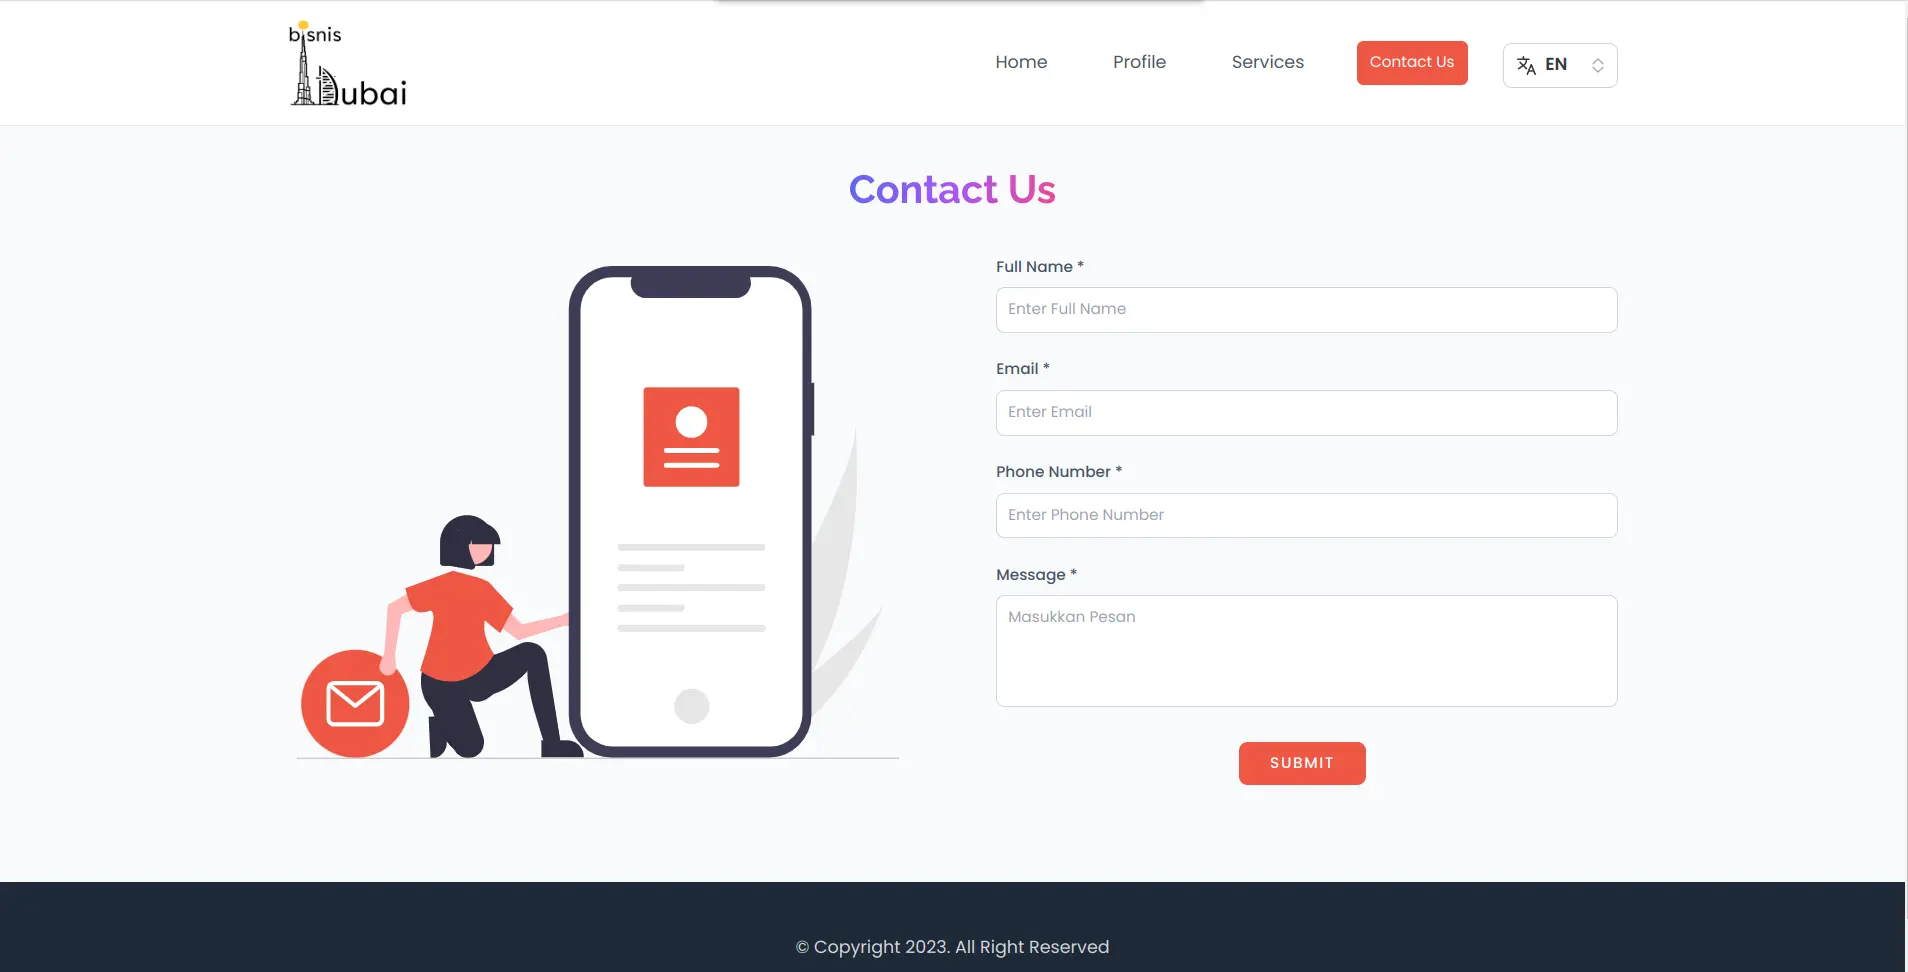 bisnis
Dubai
Home
Profile
Services
Contact Us
EN
Contact Us
Full Name *
Enter Full Name
Email *
Enter Email
Phone Number *
Enter Phone Number
Message *
Masukkan Pesan
SUBMIT
© Copyright 2023. All Right Reserved